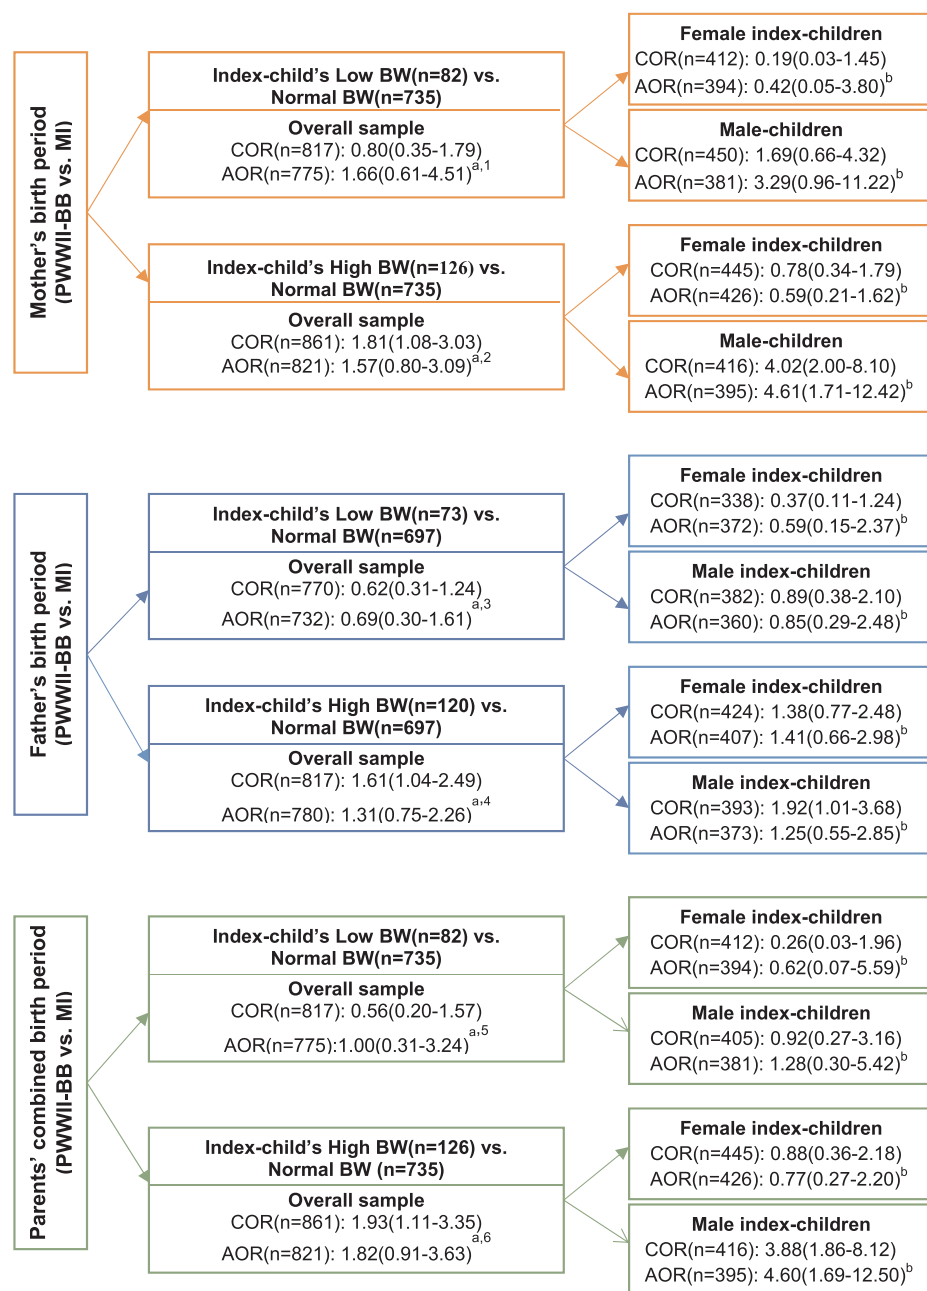 Mother's birth period
(PWWII-BB vs. MI)
Index-child's Low BW(n=82) vs.
Normal BW(n=735)
Overall sample
COR(n=817): 0.80(0.35-1.79)
AOR(n=775): 1.66(0.61-4.51)a,1
Female index-children
COR(n=412): 0.19(0.03-1.45)
AOR(n=394): 0.42(0.05-3.80)b
Male-children
COR(n=450): 1.69(0.66-4.32)
AOR(n=381): 3.29(0.96-11.22)b
Index-child's High BW(n=126) vs.
Normal BW(n=735)
Overall sample
COR(n=861): 1.81(1.08-3.03)
AOR(n=821): 1.57(0.80-3.09)a,2
Female index-children
COR(n=445): 0.78(0.34-1.79)
AOR(n=426): 0.59(0.21-1.62)b
Male-children
COR(n=416): 4.02(2.00-8.10)
AOR(n=395): 4.61(1.71-12.42)b
Father's birth period
(PWWII-BB vs. MI)
Index-child's Low BW(n=73) vs.
Normal BW(n=697)
Overall sample
COR(n=770): 0.62(0.31-1.24)
AOR(n=732): 0.69(0.30-1.61)a,3
Female index-children
COR(n=338): 0.37(0.11-1.24)
AOR(n=372): 0.59(0.15-2.37)b
Male index-children
COR(n=382): 0.89(0.38-2.10)
AOR(n=360): 0.85(0.29-2.48)b
Index-child's High BW(n=120) vs.
Normal BW(n=697)
Overall sample
COR(n=817): 1.61(1.04-2.49)
AOR(n=780): 1.31(0.75-2.26)a,4
Female index-children
COR(n=424): 1.38(0.77-2.48)
AOR(n=407): 1.41(0.66-2.98)b
Male index-children
COR(n=393): 1.92(1.01-3.68)
AOR(n=373): 1.25(0.55-2.85)b
Parents' combined birth period
(PWWII-BB vs. MI)
Index-child's Low BW(n=82) vs.
Normal BW(n=735)
Overall sample
COR(n=817): 0.56(0.20-1.57)
AOR(n=775):1.00(0.31-3.24)a,5
Female index-children
COR(n=412): 0.26(0.03-1.96)
AOR(n=394): 0.62(0.07-5.59)b
Male index-children
COR(n=405): 0.92(0.27-3.16)
AOR(n=381): 1.28(0.30-5.42)b
Index-child's High BW(n=126) vs.
Normal BW (n=735)
Overall sample
COR(n=861): 1.93(1.11-3.35)
AOR(n=821): 1.82(0.91-3.63)a,6
Female index-children
COR(n=445): 0.88(0.36-2.18)
AOR(n=426): 0.77(0.27-2.20)b
Male index-children
COR(n=416): 3.88(1.86-8.12)
AOR(n=395): 4.60(1.69-12.50)b